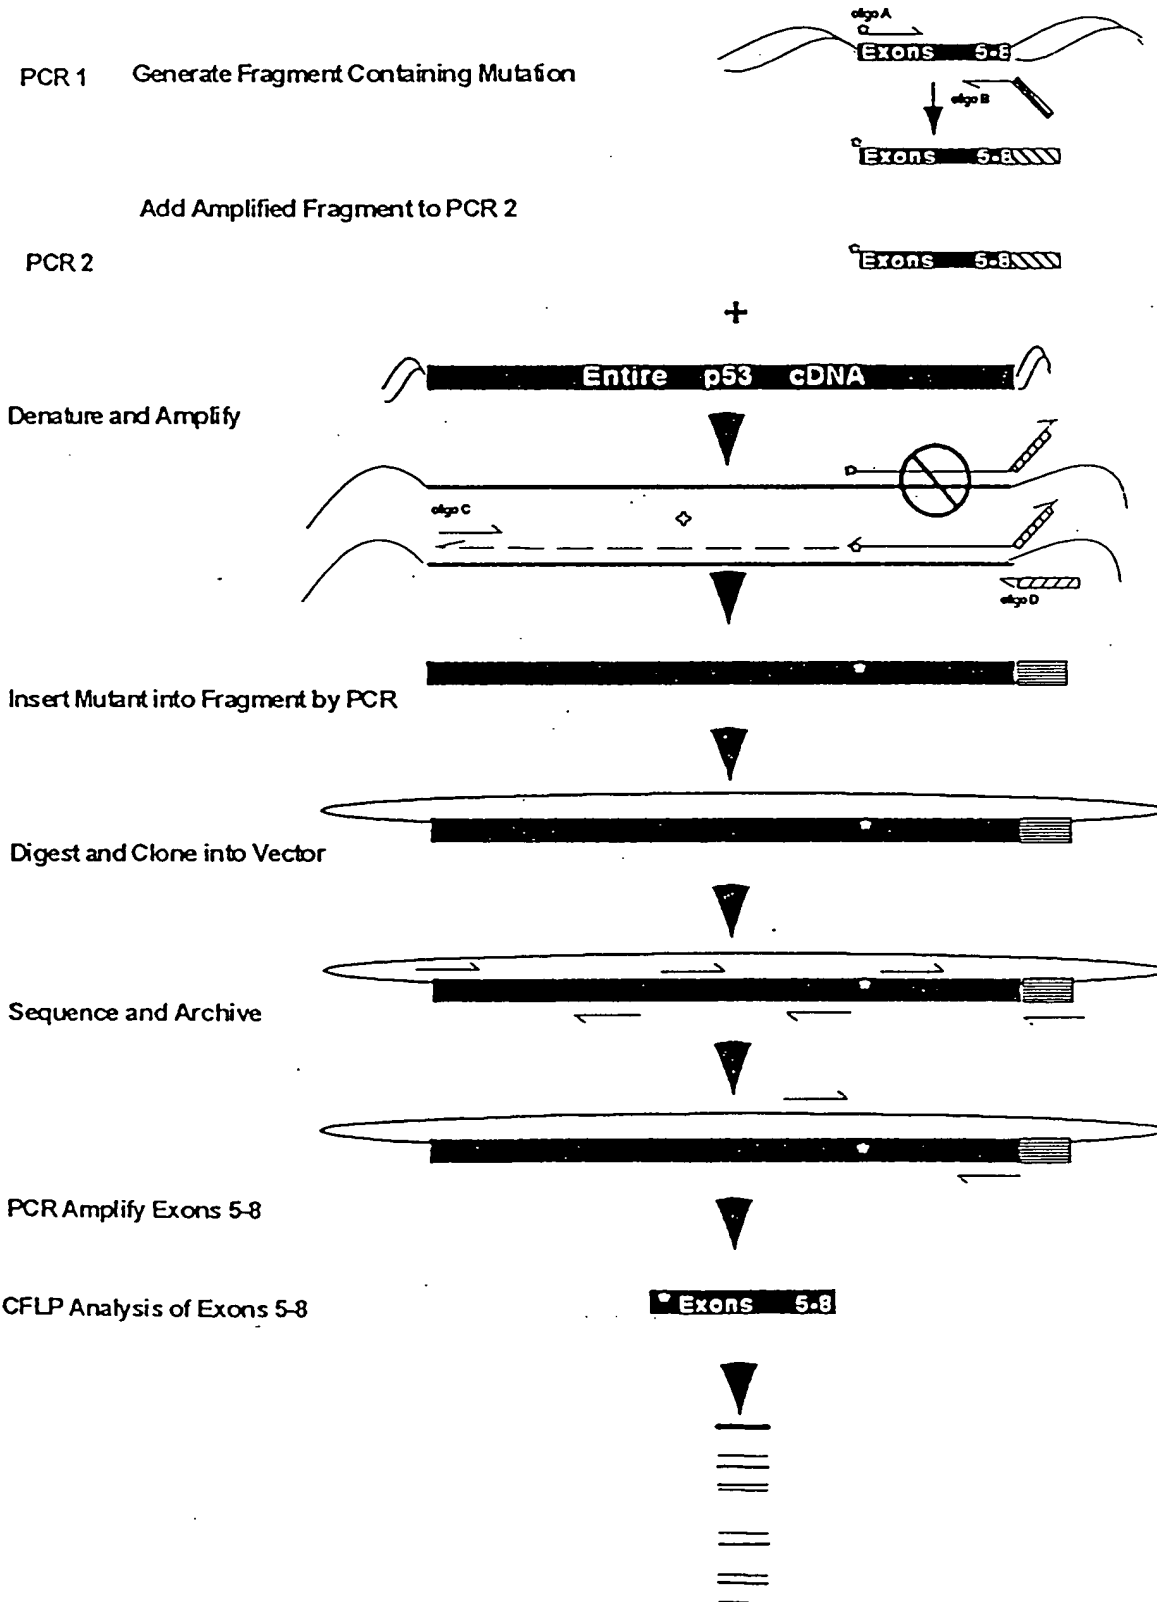 oligo A
Exons 5-8
PCR 1 Generate Fragment Containing Mutation
oligo B
Exons 5-8
Add Amplified Fragment to PCR 2
PCR 2
Exons 5-8
+
Entire p53 cDNA
Denature and Amplify
oligo C
oligo D
Insert Mutant into Fragment by PCR
Digest and Clone into Vector
Sequence and Archive
PCR Amplify Exons 5-8
CFLP Analysis of Exons 5-8
Exons 5-8